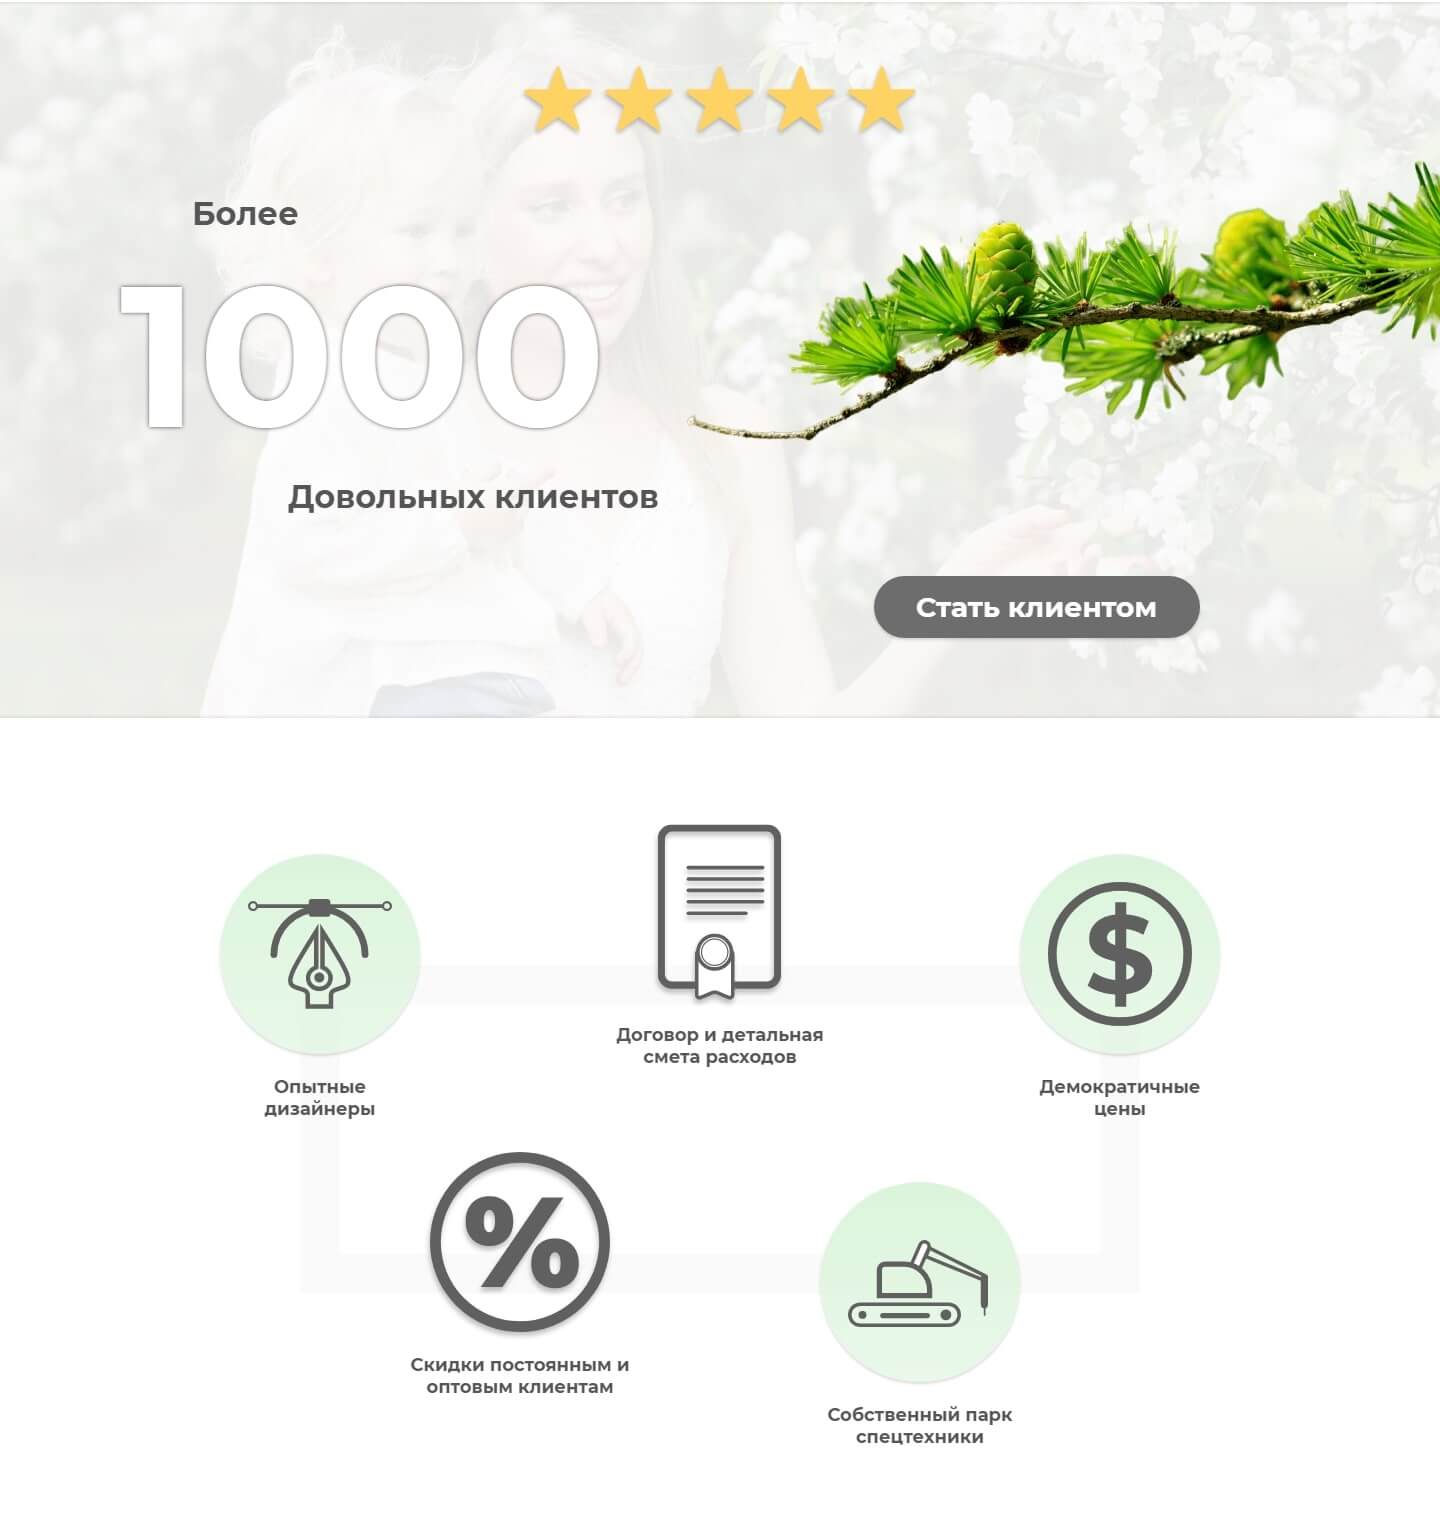 Более
1000
Довольных клиентов
Стать клиентом
Договор и детальная
смета расходов
Опытные
дизайнеры
Демократичные
цены
Скидки постоянным и
оптовым клиентам
Собственный парк
спецтехники